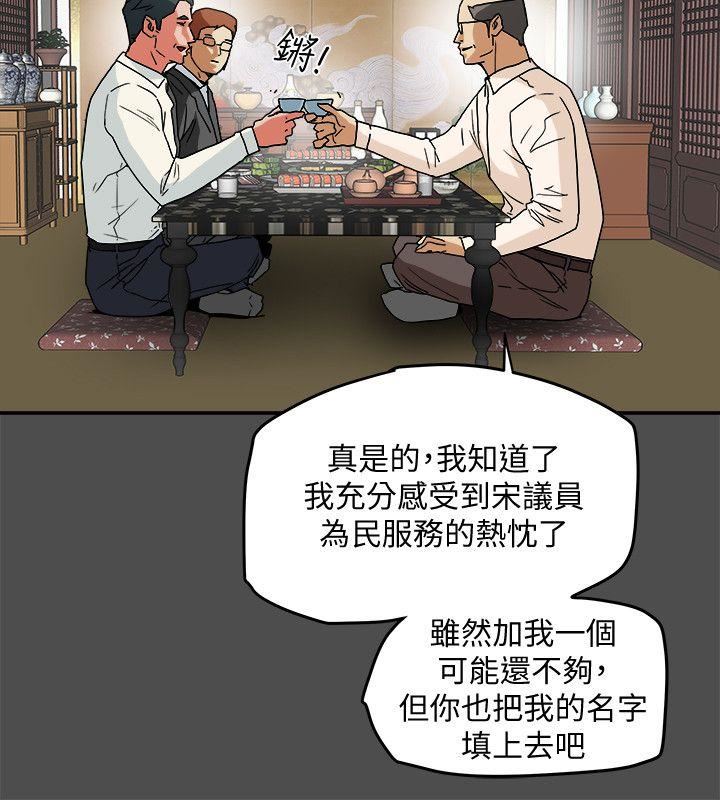 鏘!
真是的,我知道了
我充分感受到宋議員
為民服務的熱忱了
雖然加我一個
可能還不夠,
但你也把我的名字
填上去吧